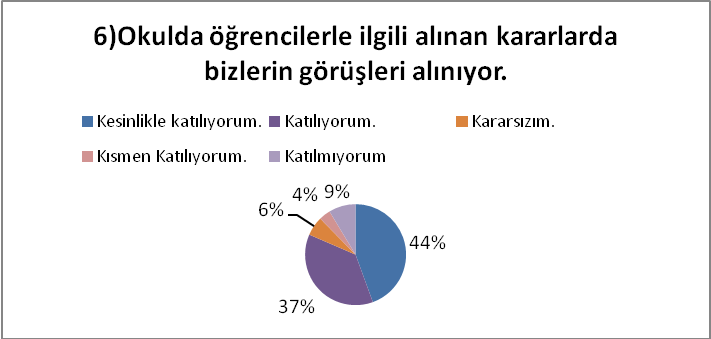 6)Okulda öğrencilerle ilgili alınan kararlarda
bizlerin görüşleri alınıyor.
Kesinlikle katılıyorum. Katılıyorum. Kararsızım.
Kısmen Katılıyorum. Katılmıyorum
4% 9%
6%
44%
37%